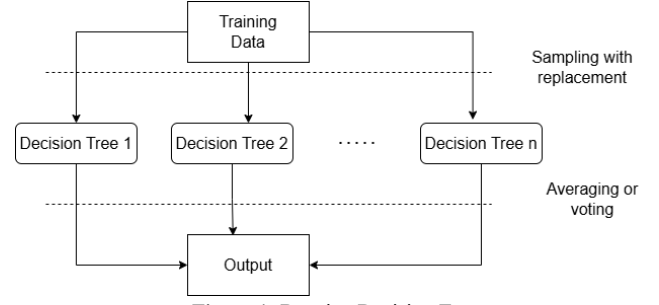 Training
Data
Sampling with
replacement
Decision Tree 1
Decision Tree 2
.....
Decision Tree n
Averaging or
voting
Output